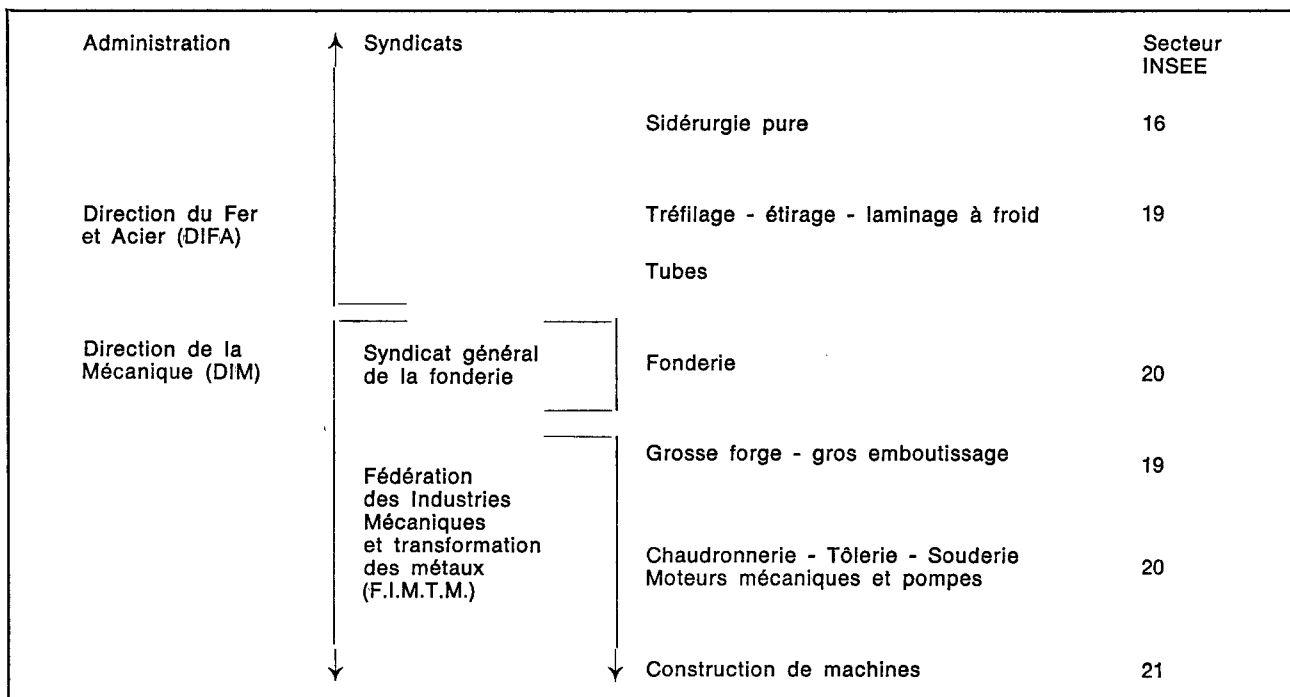 Administration
Syndicats
Secteur
INSEE
Sidérurgie pure
16
Direction du Fer
et Acier (DIFA)
Tréfilage - étirage - laminage à froid
19
Tubes
Direction de la
Mécanique (DIM)
Syndicat général
de la fonderie
Fonderie
20
Fédération
des Industries
Mécaniques
et transformation
des métaux
(F.I.M.T.M.)
Grosse forge - gros emboutissage
19
Chaudronnerie - Tôlerie - Souderie
Moteurs mécaniques et pompes
20
Construction de machines
21